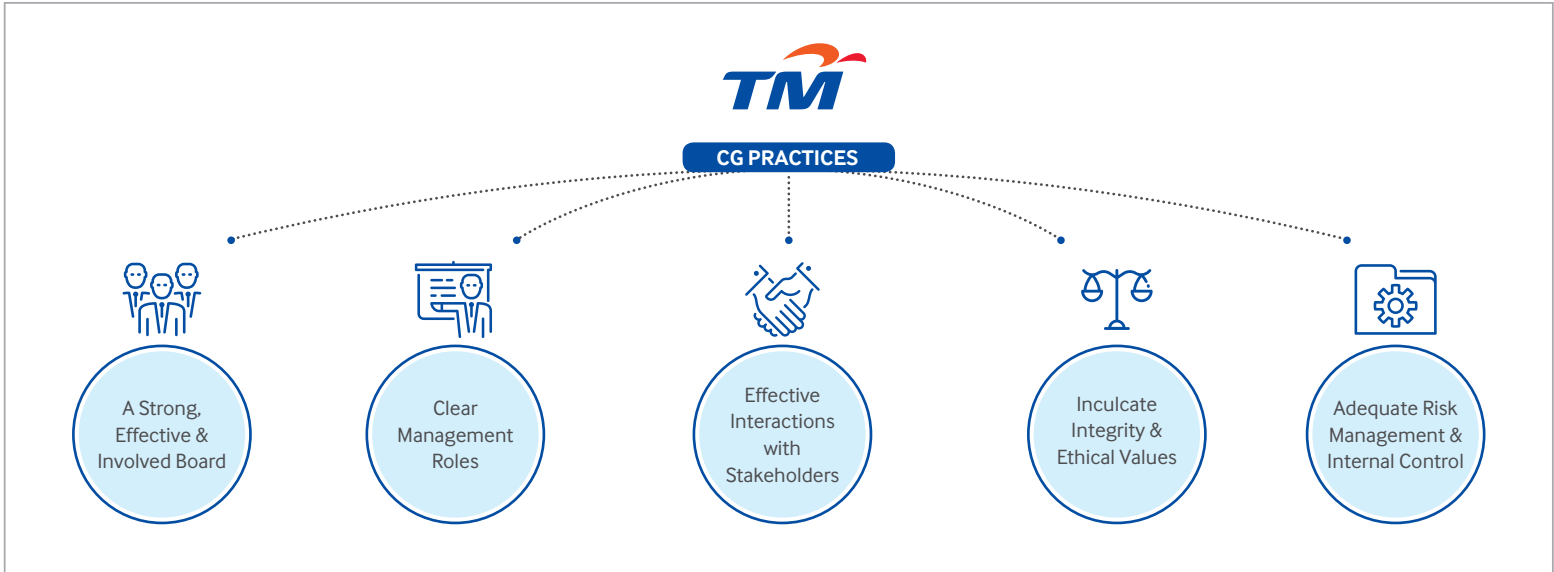 TM
CG PRACTICES
A Strong,
Effective &
Involved Board
Clear
Management
Roles
Effective
Interactions
with
Stakeholders
Inculcate
Integrity &
Ethical Values
Adequate Risk
Management &
Internal Control